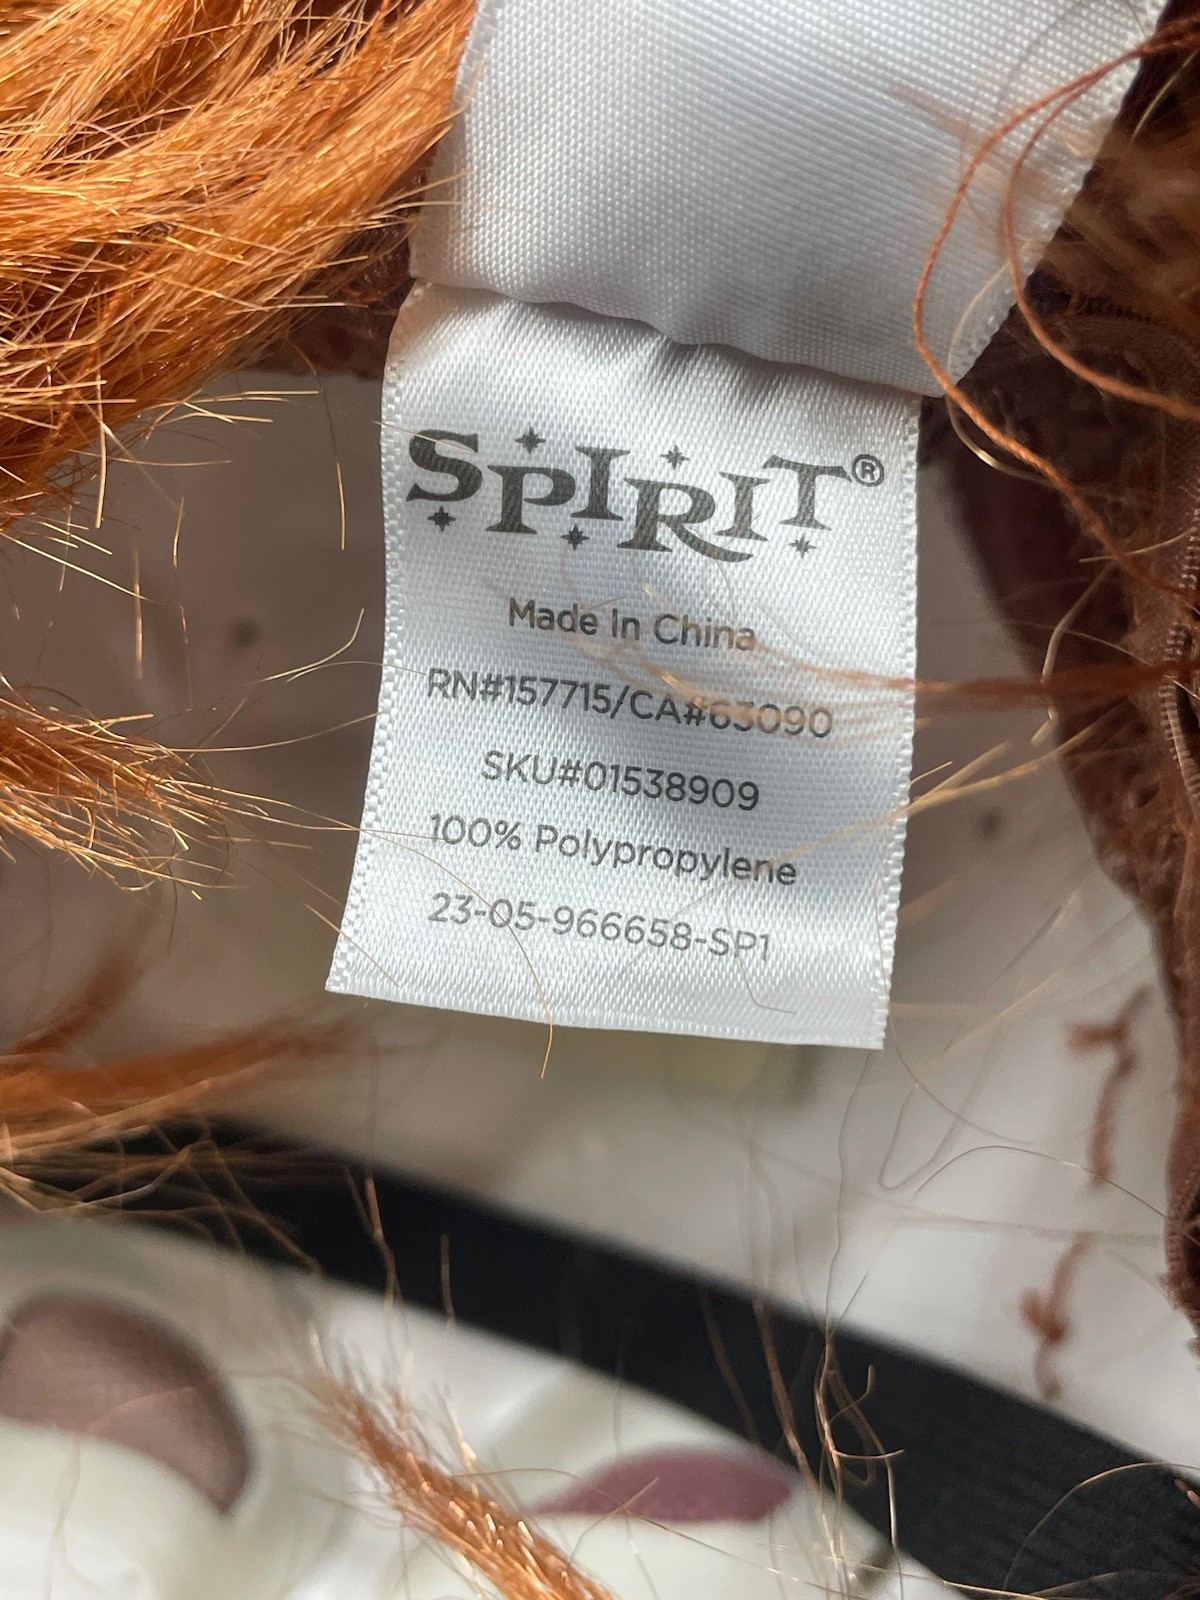 SPIRIT®
Made In China
RN#157715/CA#63090
SKU#01538909
100% Polypropylene
23-05-966658-SP1